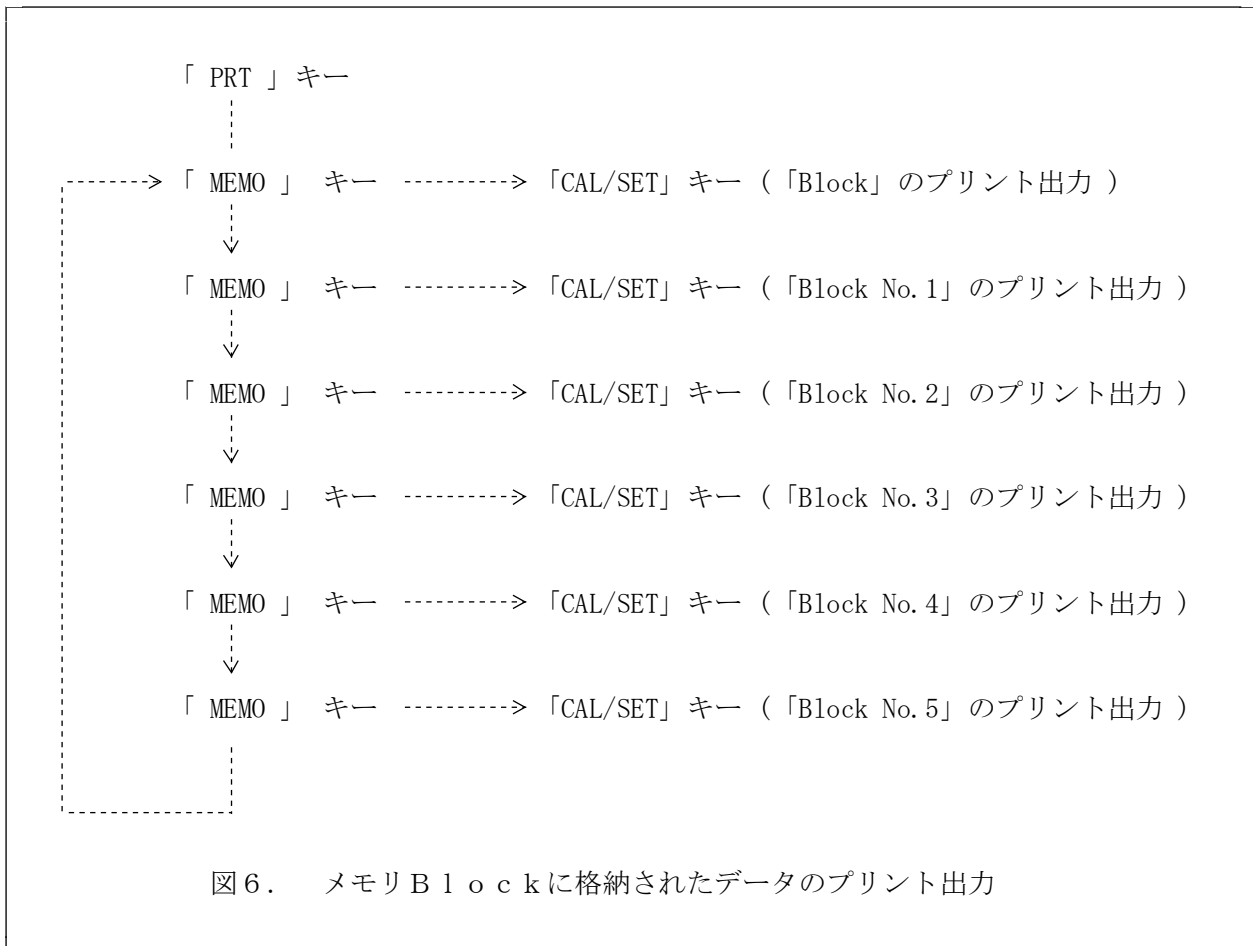 「 PRT 」キー
「 MEMO 」 キー 「CAL/SET」キー (「Block」のプリント出力 )
「 MEMO 」 キー 「CAL/SET」キー (「Block No.1」のプリント出力 )
「 MEMO 」 キー 「CAL/SET」キー (「Block No.2」のプリント出力 )
「 MEMO 」 キー 「CAL/SET」キー (「Block No.3」のプリント出力 )
「 MEMO 」 キー 「CAL/SET」キー (「Block No.4」のプリント出力 )
「 MEMO 」 キー 「CAL/SET」キー (「Block No.5」のプリント出力 )
図6. メモリBlockに格納されたデータのプリント出力